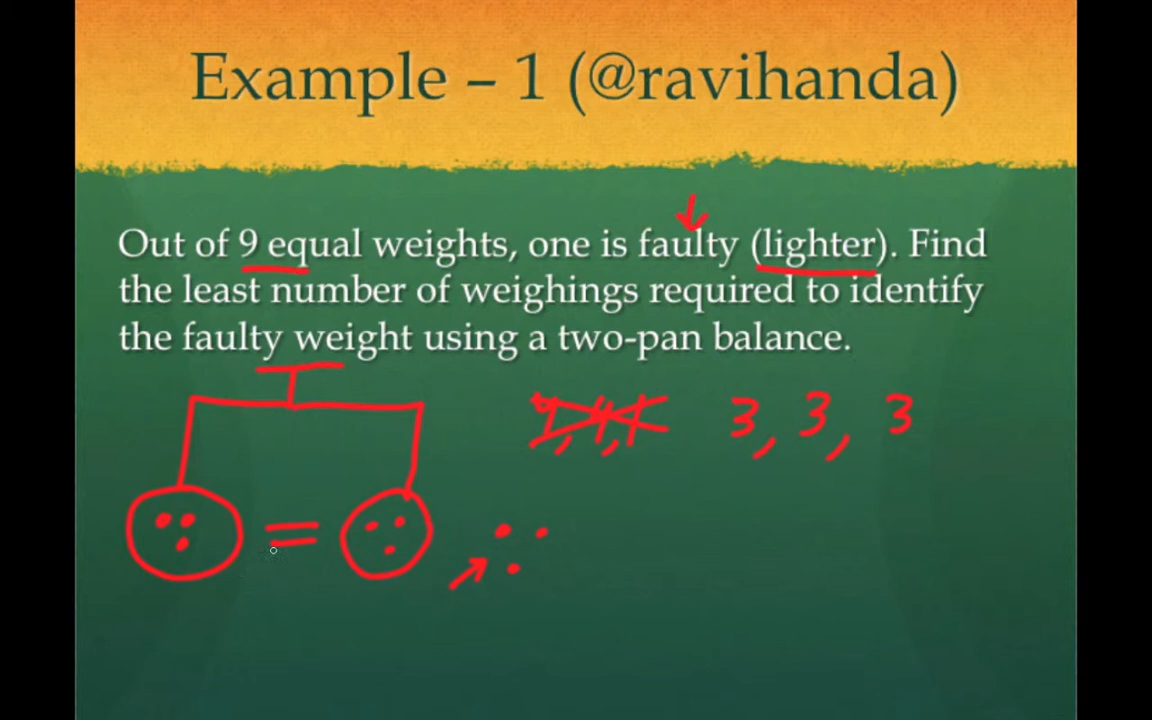 Example – 1 (@ravihanda)
Out of 9 equal weights, one is faulty (lighter). Find
the least number of weighings required to identify
the faulty weight using a two-pan balance.
3, 3, 3
=